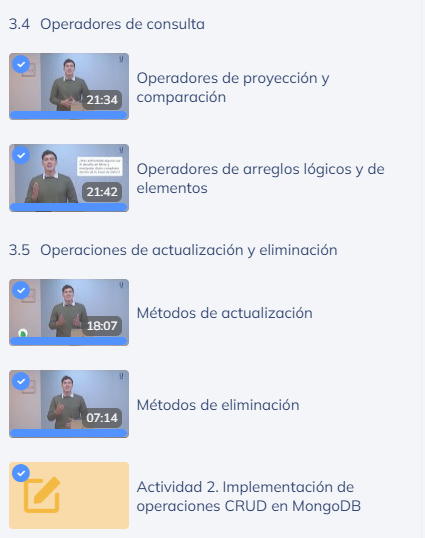 3.4 Operadores de consulta
21:34
Operadores de proyección y
comparación
21:42
Operadores de arreglos lógicos y de
elementos
3.5 Operaciones de actualización y eliminación
18:07
Métodos de actualización
07:14
Métodos de eliminación
Actividad 2. Implementación de
operaciones CRUD en MongoDB